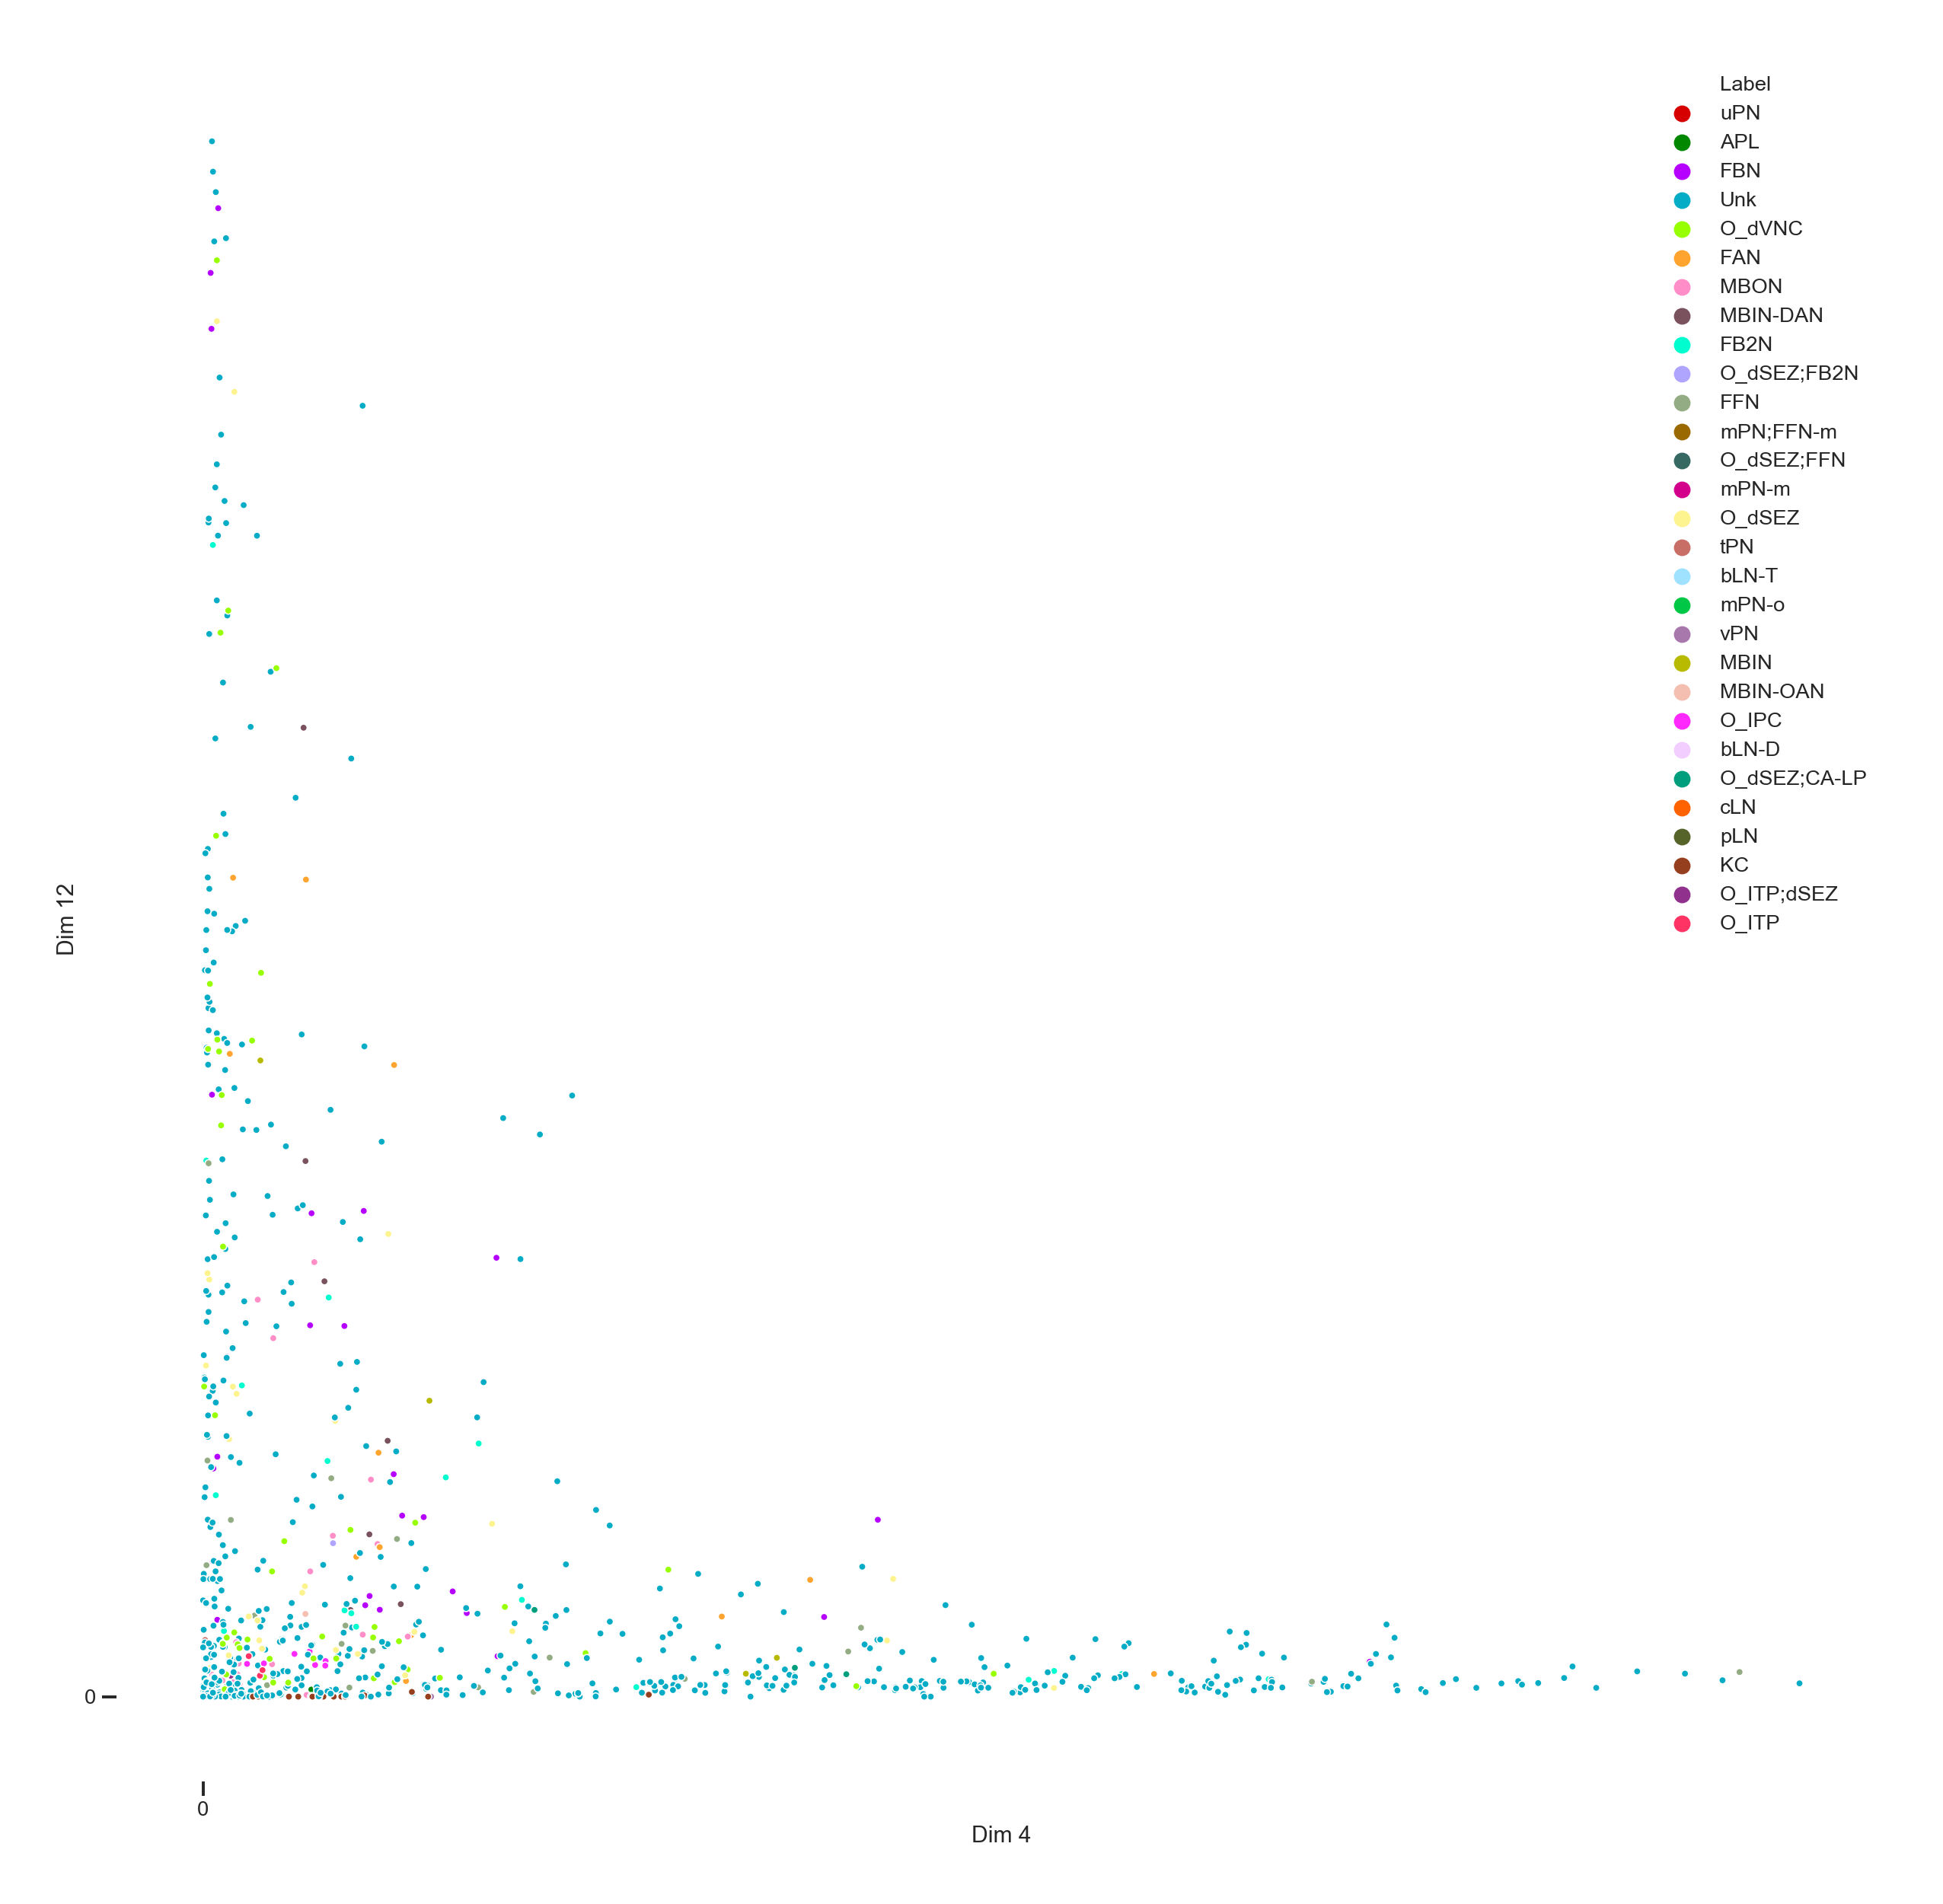 Label
uPN
APL
FBN
Unk
O_dVNC
FAN
MBON
MBIN-DAN
FB2N
O_dSEZ;FB2N
FFN
mPN;FFN-m
O_dSEZ;FFN
mPN-m
O_dSEZ
tPN
bLN-T
mPN-o
vPN
MBIN
MBIN-OAN
O_IPC
bLN-D
O_dSEZ;CA-LP
cLN
pLN
KC
O_ITP;dSEZ
O_ITP
Dim 12
0
0
Dim 4